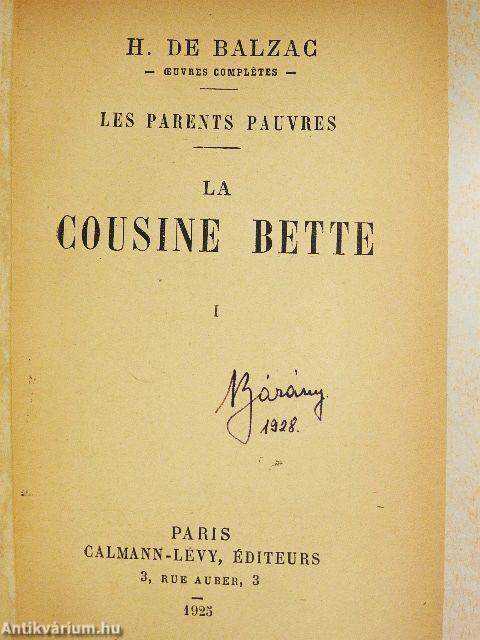 H. DE BALZAC
— ŒUVRES COMPLÈTES —
LES PARENTS PAUVRES
LA
COUSINE BETTE
I
Bárány
1928.
PARIS
CALMANN-LÉVY, ÉDITEURS
3, RUE AUBER, 3
1925
Antikvárium.hu